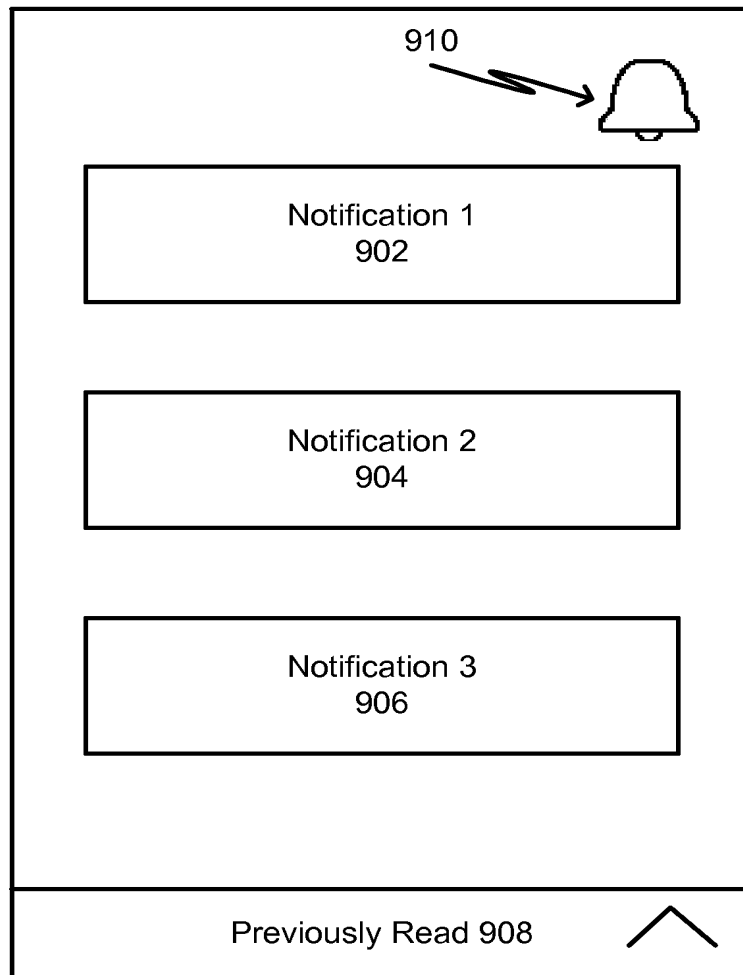 910
Notification 1
902
Notification 2
904
Notification 3
906
Previously Read 908